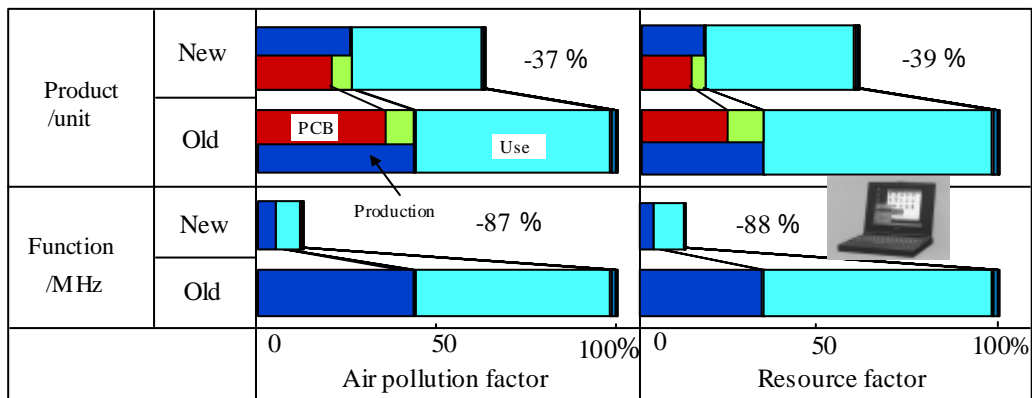 Product
/unit
New
-37 %
-39 %
Old
PCB
Use
Production
Function
/MHz
New
-87 %
-88 %
Old
0
50
100%
0
50
100%
Air pollution factor
Resource factor